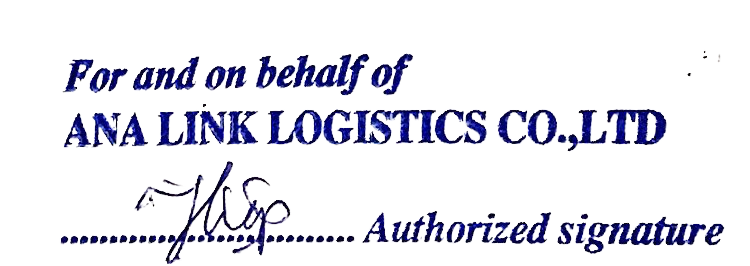 For and on behalf of
ANA LINK LOGISTICS CO.,LTD
.............................. Authorized signature